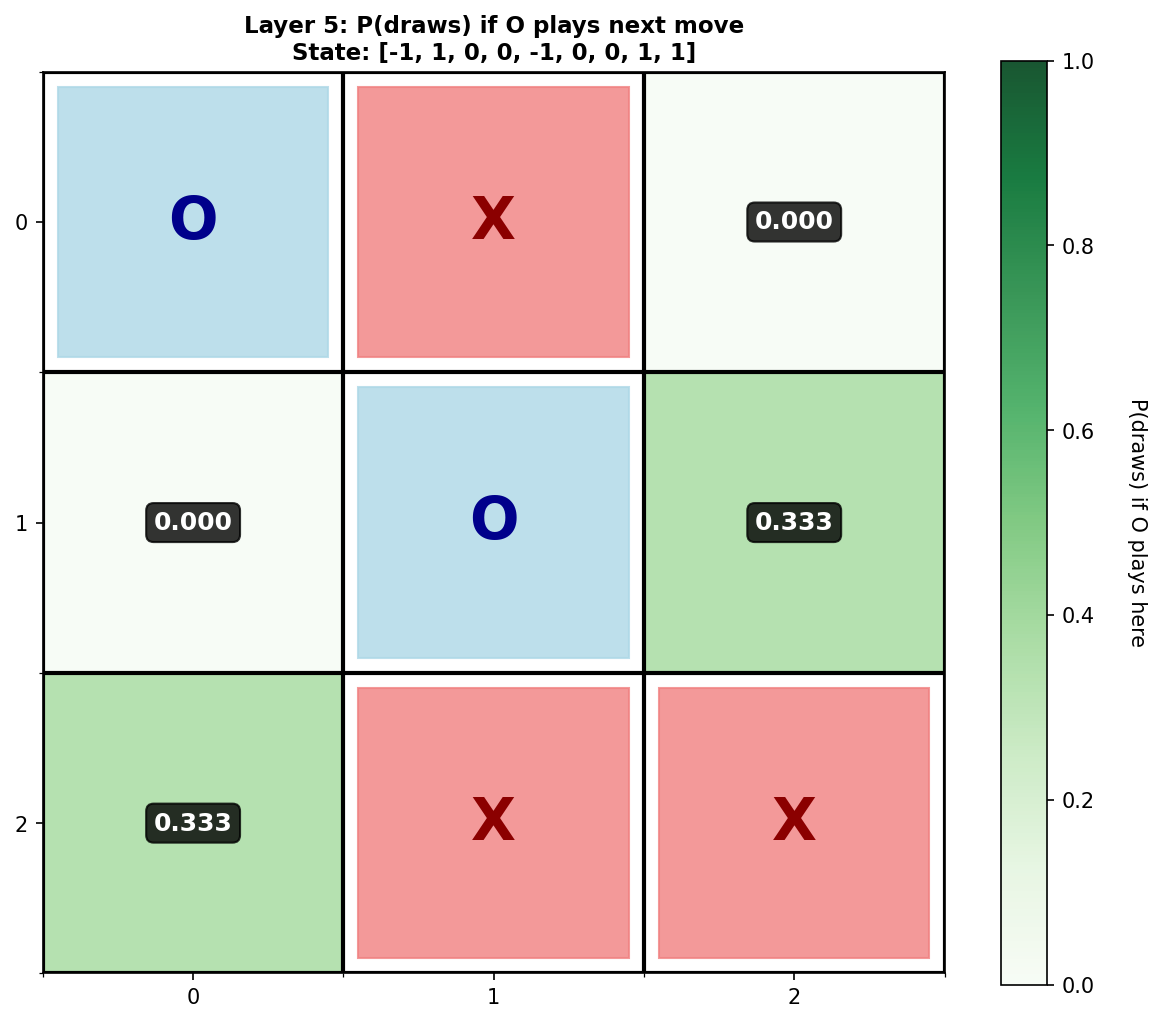 Layer 5: P(draws) if O plays next move
State: [-1, 1, 0, 0, -1, 0, 0, 1, 1]
O
X
0.000
0.000
O
0.333
0.333
X
X
0
1
2
0
1
2
1.0
0.8
0.6
0.4
0.2
0.0
P(draws) if O plays here